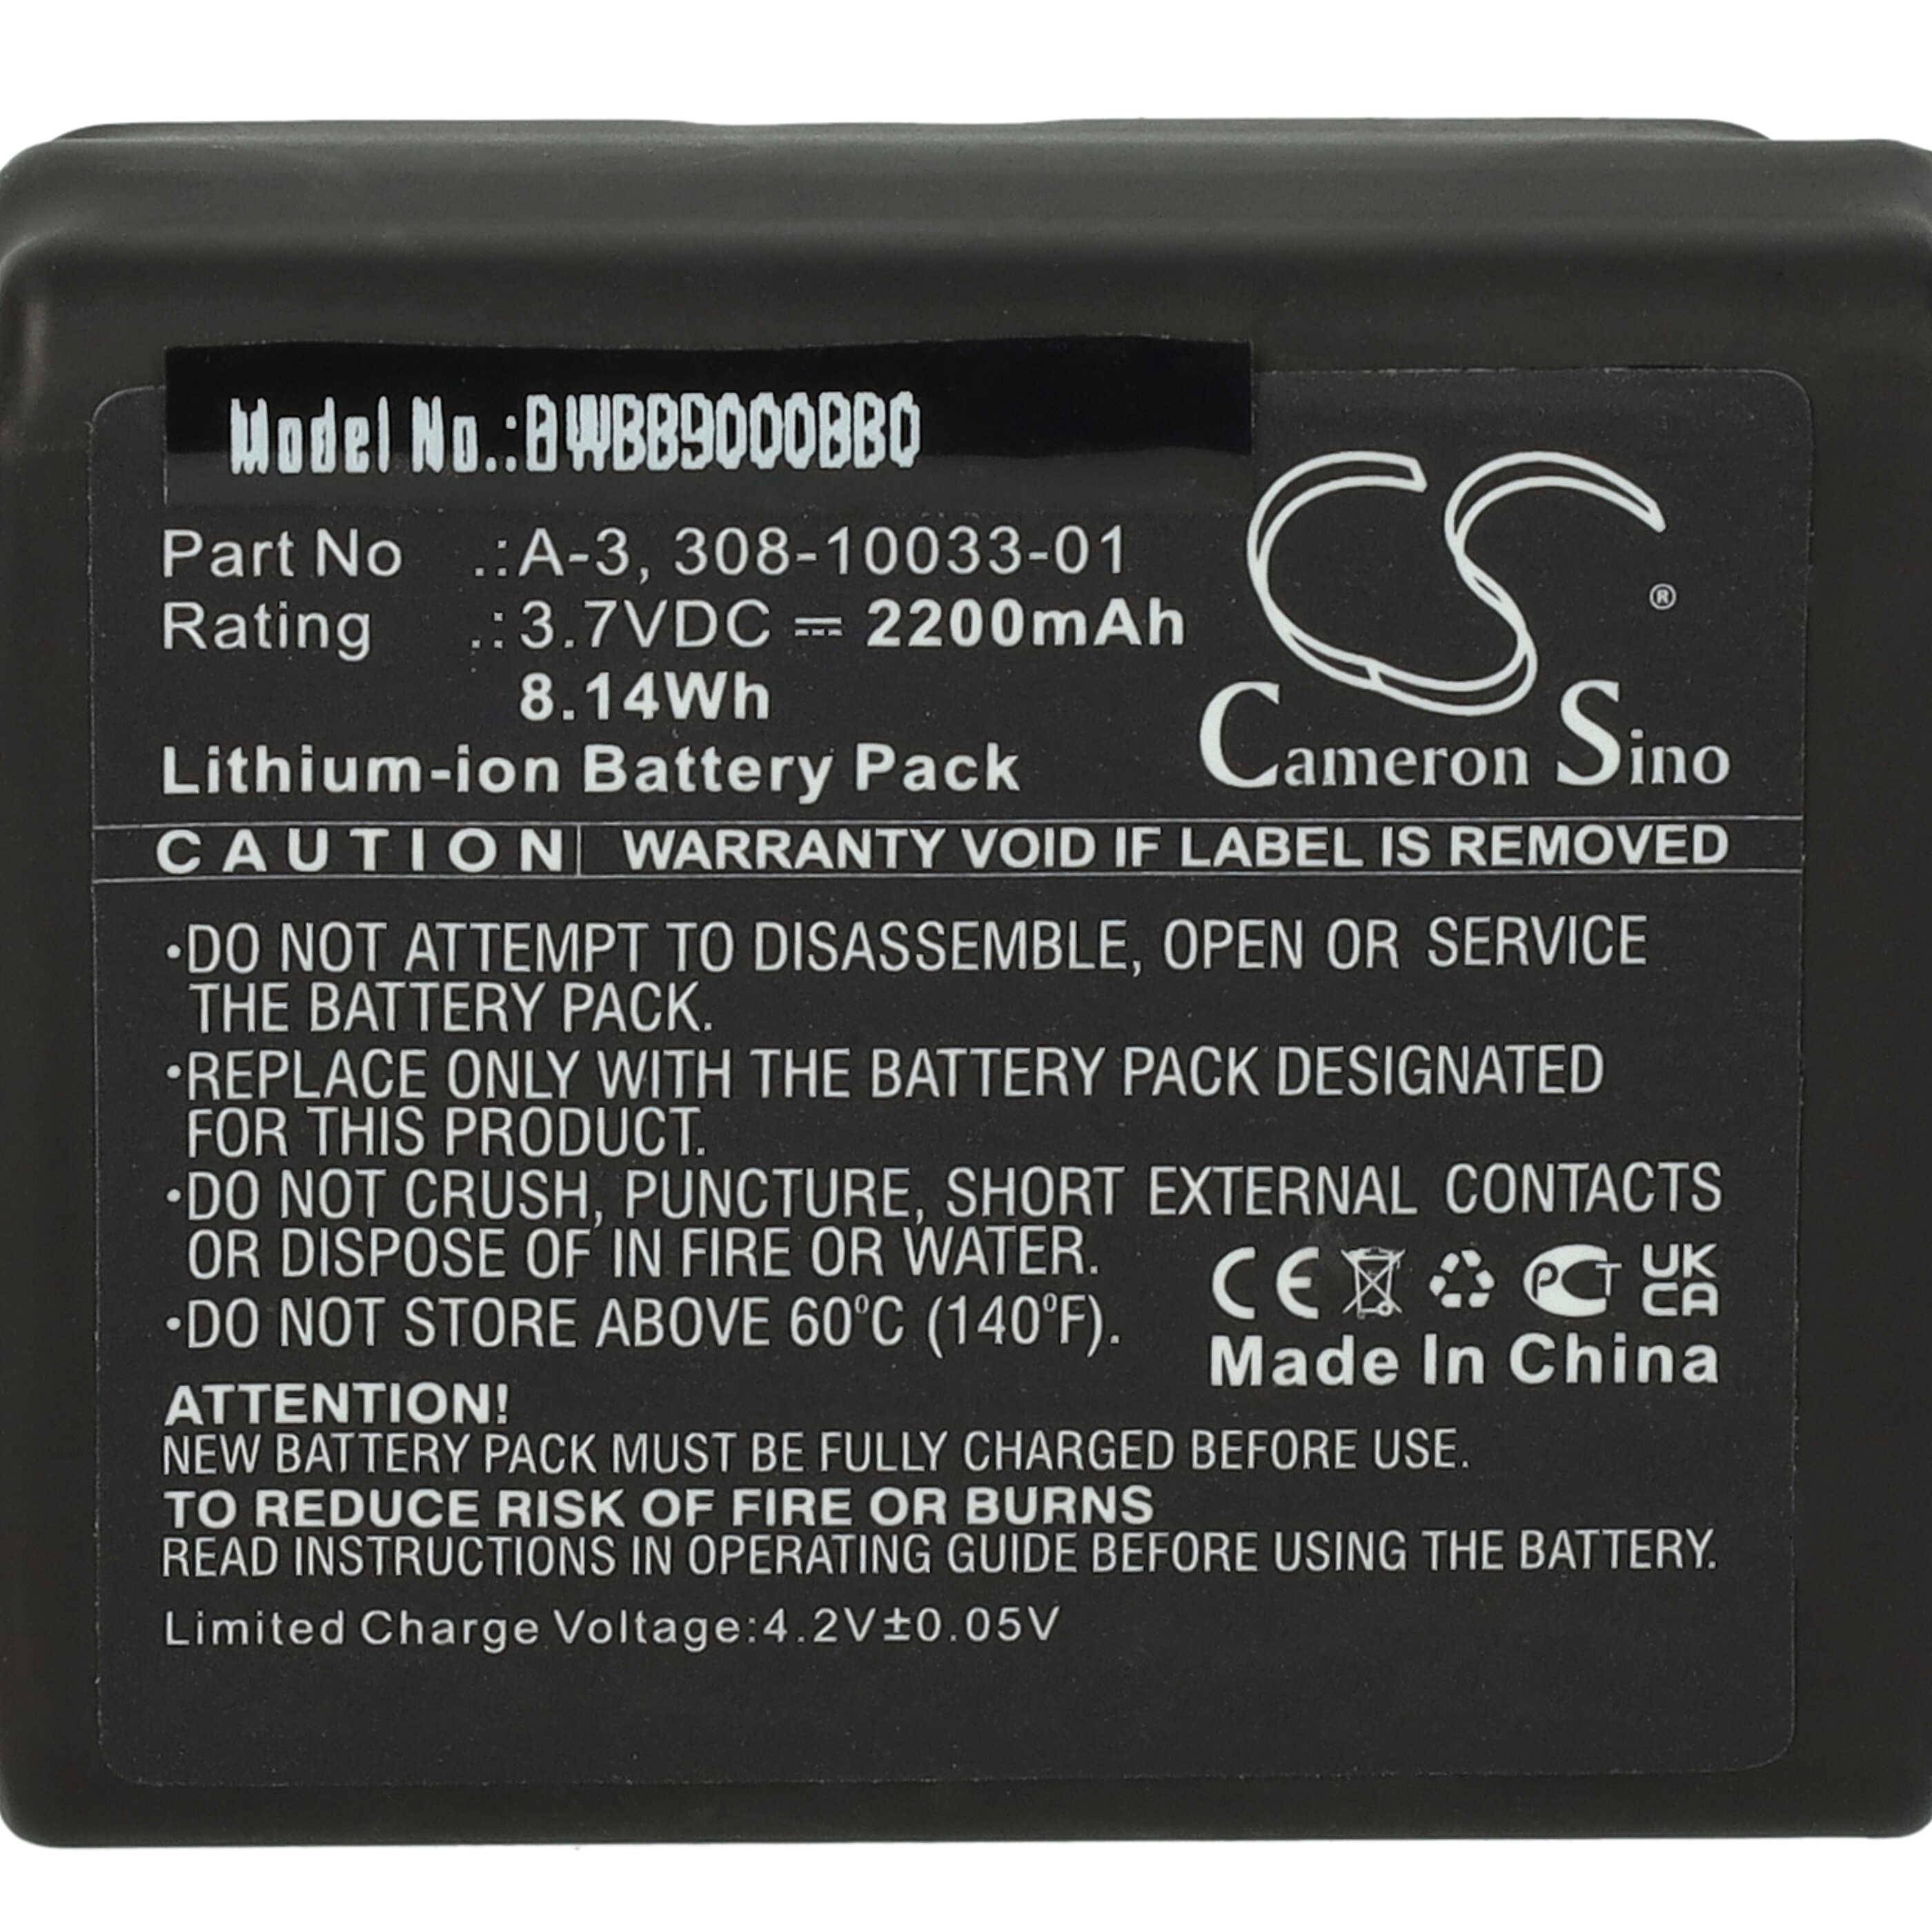 Model No.:
Part No .:A-3, 308-10033-01
Rating .:3.7VDC ⎓ 2200mAh
8.14Wh
Lithium-ion Battery Pack
CS
®
Cameron Sino
CAUTION WARRANTY VOID IF LABEL IS REMOVED
•DO NOT ATTEMPT TO DISASSEMBLE, OPEN OR SERVICE
THE BATTERY PACK.
•REPLACE ONLY WITH THE BATTERY PACK DESIGNATED
FOR THIS PRODUCT.
•DO NOT CRUSH, PUNCTURE, SHORT EXTERNAL CONTACTS
OR DISPOSE OF IN FIRE OR WATER.
•DO NOT STORE ABOVE 60°C (140°F).
CE PCT UK
CA
Made In China
ATTENTION!
NEW BATTERY PACK MUST BE FULLY CHARGED BEFORE USE.
TO REDUCE RISK OF FIRE OR BURNS
READ INSTRUCTIONS IN OPERATING GUIDE BEFORE USING THE BATTERY.
Limited Charge Voltage:4.2V±0.05V